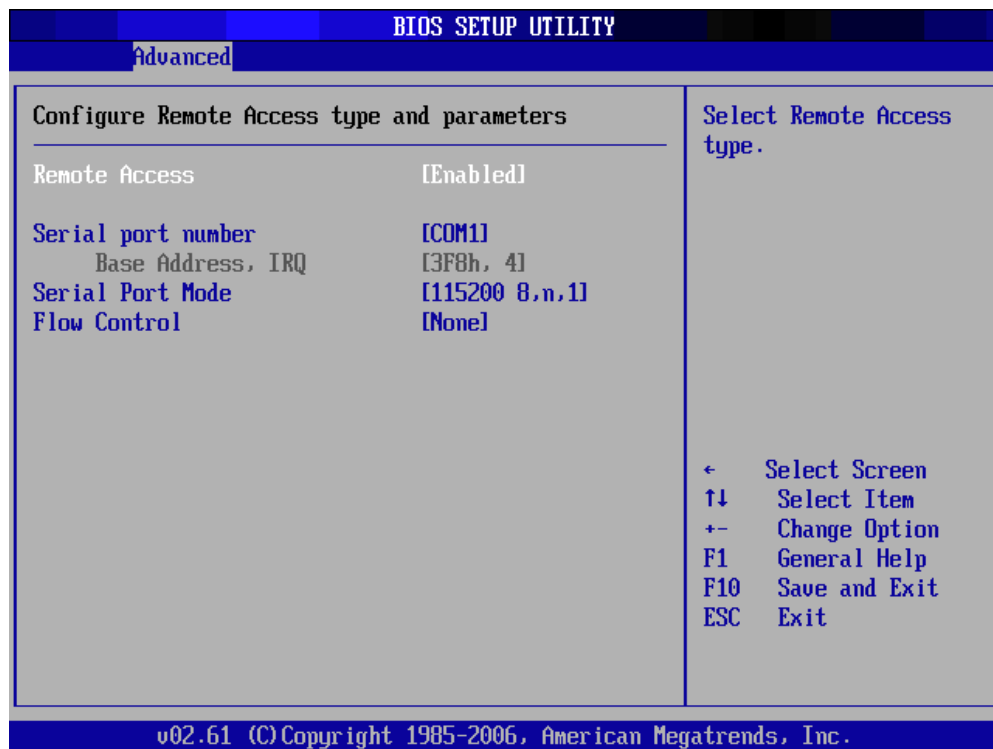 BIOS SETUP UTILITY
Advanced
Configure Remote Access type and parameters
Remote Access [Enabled]
Serial port number [COM1]
Base Address, IRQ [3F8h, 4]
Serial Port Mode [115200 8,n,1]
Flow Control [None]
Select Remote Access
type.
← Select Screen
↑↓ Select Item
+- Change Option
F1 General Help
F10 Save and Exit
ESC Exit
v02.61 (C)Copyright 1985-2006, American Megatrends, Inc.